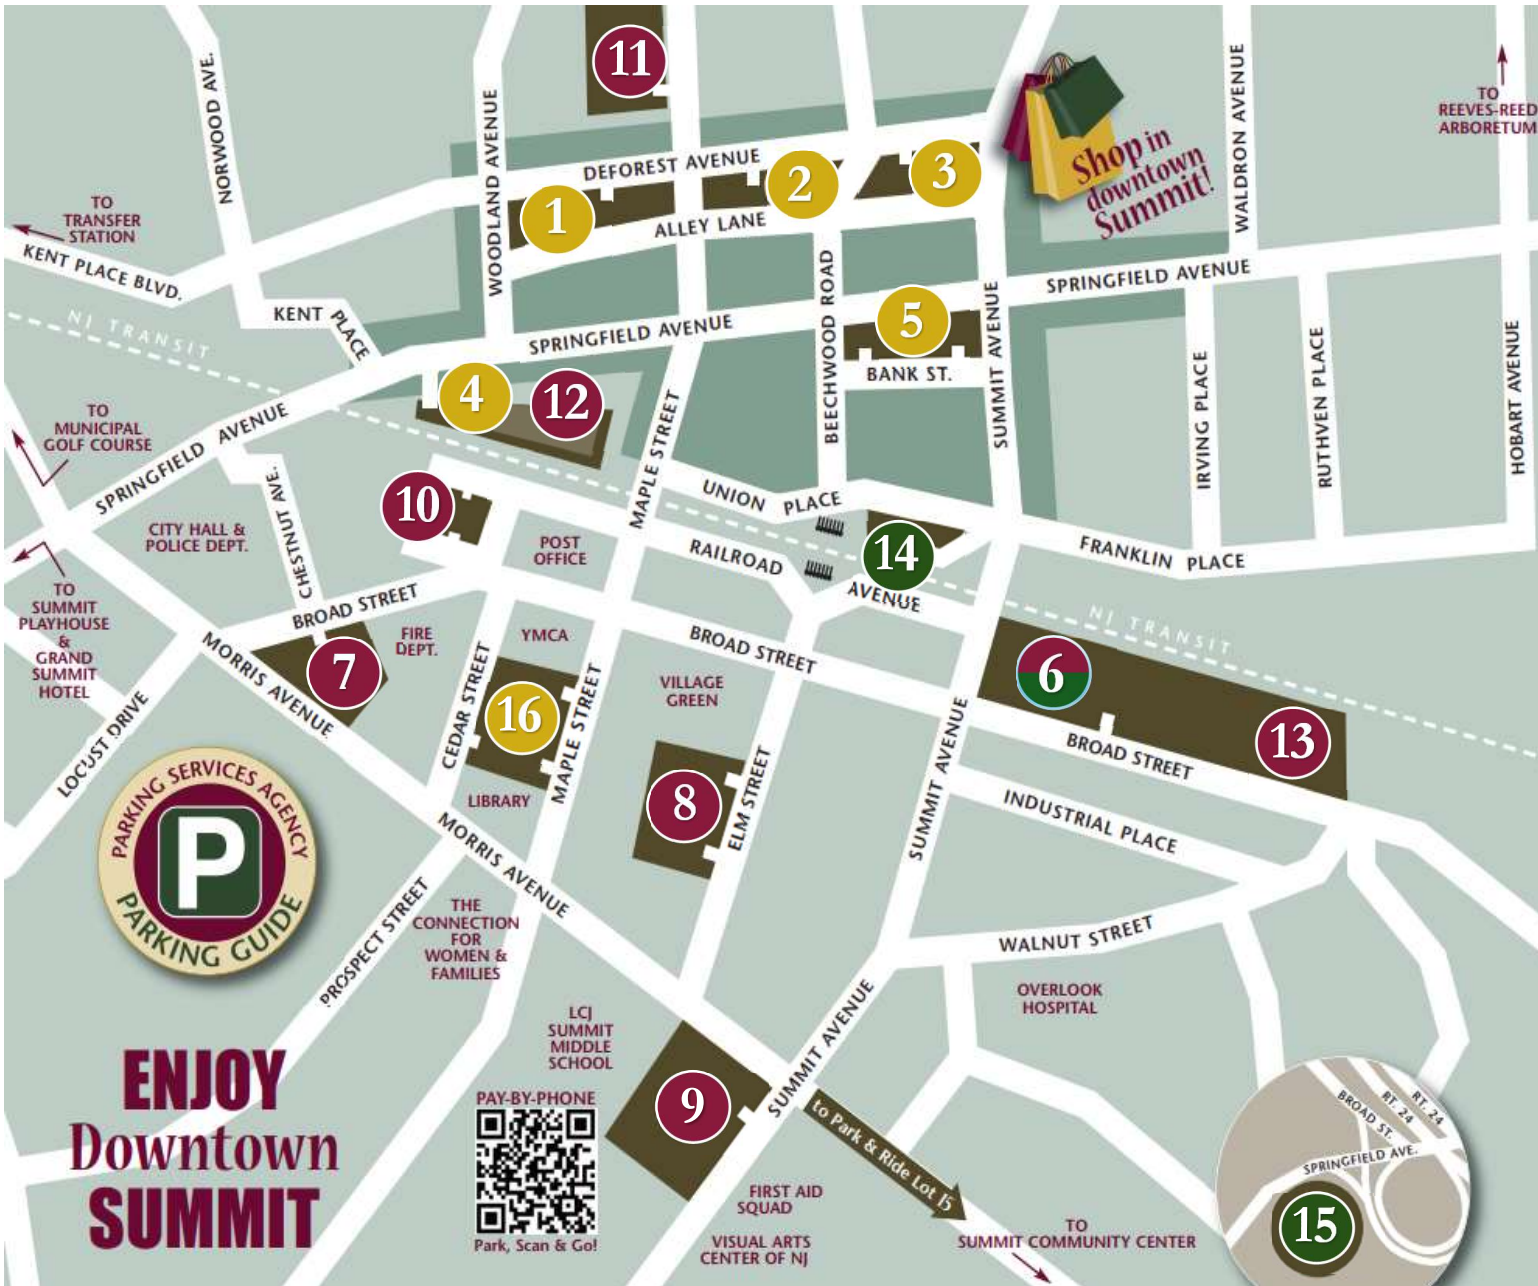 11
NORWOOD AVE.
WOODLAND AVENUE
DEFOREST AVENUE
1
2
3
ALLEY LANE
Shop in
downtown
Summit!
WALDRON AVENUE
TO
REEVES-REED
ARBORETUM
TO
TRANSFER
STATION
KENT PLACE BLVD.
NJ TRANSIT
KENT PLACE
SPRINGFIELD AVENUE
BEECHWOOD ROAD
5
BANK ST.
SUMMIT AVENUE
SPRINGFIELD AVENUE
IRVING PLACE
RUTHVEN PLACE
HOBART AVENUE
4
12
MAPLE STREET
TO
MUNICIPAL
GOLF COURSE
SPRINGFIELD AVENUE
CHESTNUT AVE.
10
CITY HALL &
POLICE DEPT.
POST
OFFICE
UNION PLACE
RAILROAD AVENUE
14
FRANKLIN PLACE
NJ TRANSIT
TO
SUMMIT
PLAYHOUSE
&
GRAND
SUMMIT
HOTEL
BROAD STREET
7
FIRE
DEPT.
YMCA
BROAD STREET
VILLAGE
GREEN
6
13
BROAD STREET
MORRIS AVENUE
LOCUST DRIVE
CEDAR STREET
16
MAPLE STREET
LIBRARY
8
ELM STREET
SUMMIT AVENUE
INDUSTRIAL PLACE
PARKING SERVICES AGENCY
P
PARKING GUIDE
MORRIS AVENUE
PROSPECT STREET
THE
CONNECTION
FOR
WOMEN &
FAMILIES
WALNUT STREET
OVERLOOK
HOSPITAL
LCJ
SUMMIT
MIDDLE
SCHOOL
SUMMIT AVENUE
9
ENJOY
Downtown
SUMMIT
PAY-BY-PHONE
Park, Scan & Go!
to Park & Ride Lot 15
FIRST AID
SQUAD
VISUAL ARTS
CENTER OF NJ
TO
SUMMIT COMMUNITY CENTER
BROAD ST.
RT. 24
RT. 24
SPRINGFIELD AVE.
15